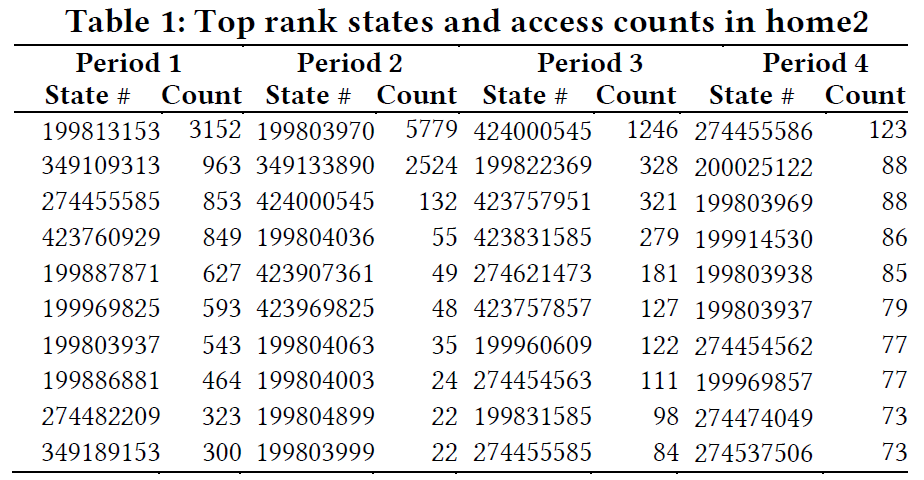 Table 1: Top rank states and access counts in home2
Period 1 Period 2 Period 3 Period 4
State # Count State # Count State # Count State # Count
199813153 3152 199803970 5779 424000545 1246 274455586 123
349109313 963 349133890 2524 199822369 328 200025122 88
274455585 853 424000545 132 423757951 321 199803969 88
423760929 849 199804036 55 423831585 279 199914530 86
199887871 627 423907361 49 274621473 181 199803938 85
199969825 593 423969825 48 423757857 127 199803937 79
199803937 543 199804063 35 199960609 122 274454562 77
199886881 464 199804003 24 274454563 111 199969857 77
274482209 323 199804899 22 199831585 98 274474049 73
349189153 300 199803999 22 274455585 84 274537506 73